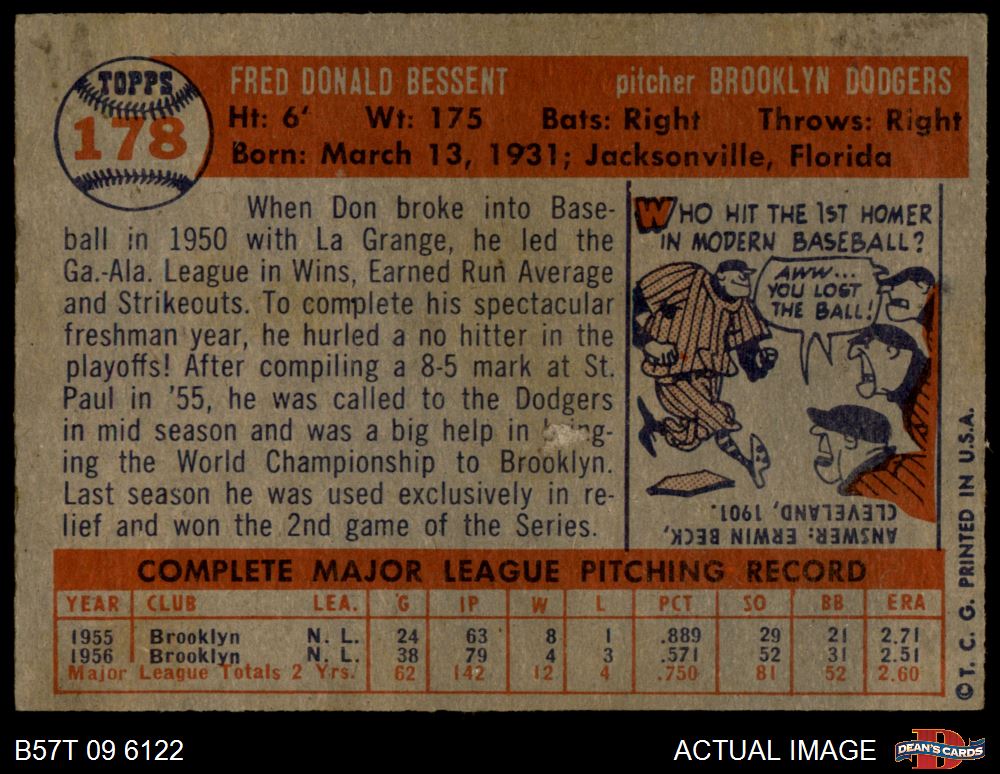 TOPPS
178
FRED DONALD BESSENT pitcher BROOKLYN DODGERS
Ht: 6' Wt: 175 Bats: Right Throws: Right
Born: March 13, 1931; Jacksonville, Florida
When Don broke into Base-
ball in 1950 with La Grange, he led the
Ga.-Ala. League in Wins, Earned Run Average
and Strikeouts. To complete his spectacular
freshman year, he hurled a no hitter in the
playoffs! After compiling a 8-5 mark at St.
Paul in '55, he was called to the Dodgers
in mid season and was a big help in ng-
ing the World Championship to Brooklyn.
Last season he was used exclusively in re-
lief and won the 2nd game of the Series.
WHO HIT THE 1ST HOMER
IN MODERN BASEBALL?
AWW...
YOU LOST
THE BALL!
ANSWER: ERWIN BECK,
CLEVELAND, 1901.
COMPLETE MAJOR LEAGUE PITCHING RECORD
YEAR CLUB LEA. G IP W L PCT SO BB ERA
1955 Brooklyn N. L. 24 63 8 1 .889 29 21 2.71
1956 Brooklyn N. L. 38 79 4 3 .571 52 31 2.51
Major League Totals 2 Yrs. 62 142 12 4 .750 81 52 2.60
©T. C. G. PRINTED IN U.S.A.
B57T 09 6122 ACTUAL IMAGE
DEAN'S CARDS